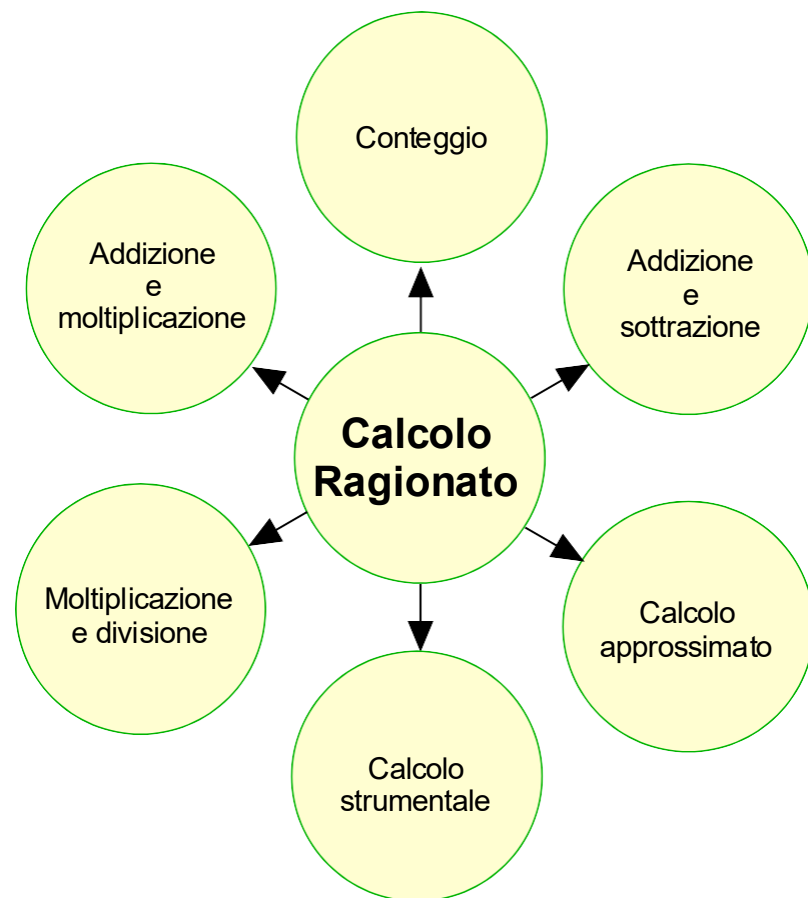 Conteggio
Addizione
e
moltiplicazione
Addizione
e
sottrazione
Calcolo
Ragionato
Moltiplicazione
e divisione
Calcolo
approssimato
Calcolo
strumentale